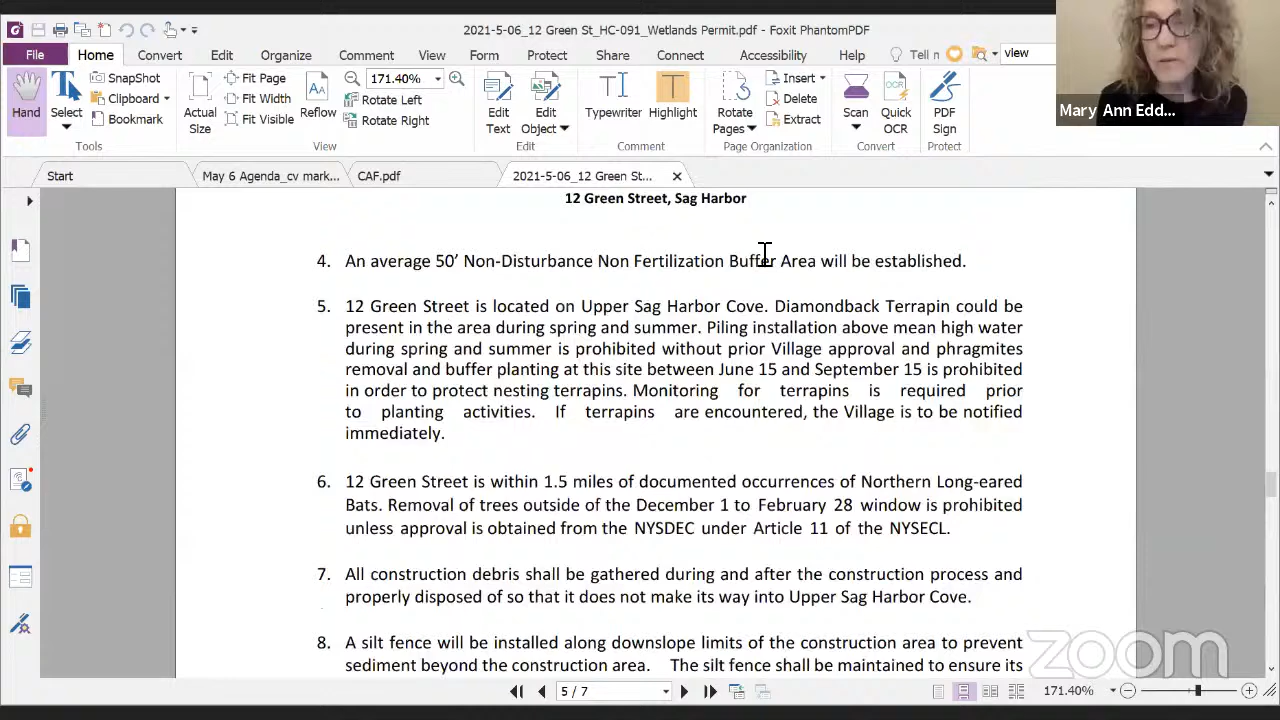 2021-5-06_12 Green St_HC-091_Wetlands Permit.pdf - Foxit PhantomPDF
File Home Convert Edit Organize Comment View Form Protect Share Connect Accessibility Help Tell n view
Hand
Select
SnapShot
Clipboard
Bookmark
Actual Size
Fit Page
Fit Width
Fit Visible
Reflow
171.40%
Rotate Left
Rotate Right
Edit Text
Edit Object
Typewriter
Highlight
Rotate Pages
Insert
Delete
Extract
Scan
Quick OCR
PDF Sign
Tools View Edit Comment Page Organization Convert Protect
Mary Ann Edd...
Start May 6 Agenda_cv mark... CAF.pdf 2021-5-06_12 Green St...
12 Green Street, Sag Harbor
4. An average 50' Non-Disturbance Non Fertilization Buffer Area will be established.
5. 12 Green Street is located on Upper Sag Harbor Cove. Diamondback Terrapin could be
present in the area during spring and summer. Piling installation above mean high water
during spring and summer is prohibited without prior Village approval and phragmites
removal and buffer planting at this site between June 15 and September 15 is prohibited
in order to protect nesting terrapins. Monitoring for terrapins is required prior
to planting activities. If terrapins are encountered, the Village is to be notified
immediately.
6. 12 Green Street is within 1.5 miles of documented occurrences of Northern Long-eared
Bats. Removal of trees outside of the December 1 to February 28 window is prohibited
unless approval is obtained from the NYSDEC under Article 11 of the NYSECL.
7. All construction debris shall be gathered during and after the construction process and
properly disposed of so that it does not make its way into Upper Sag Harbor Cove.
8. A silt fence will be installed along downslope limits of the construction area to prevent
sediment beyond the construction area. The silt fence shall be maintained to ensure its
zoom
5 / 7
171.40%